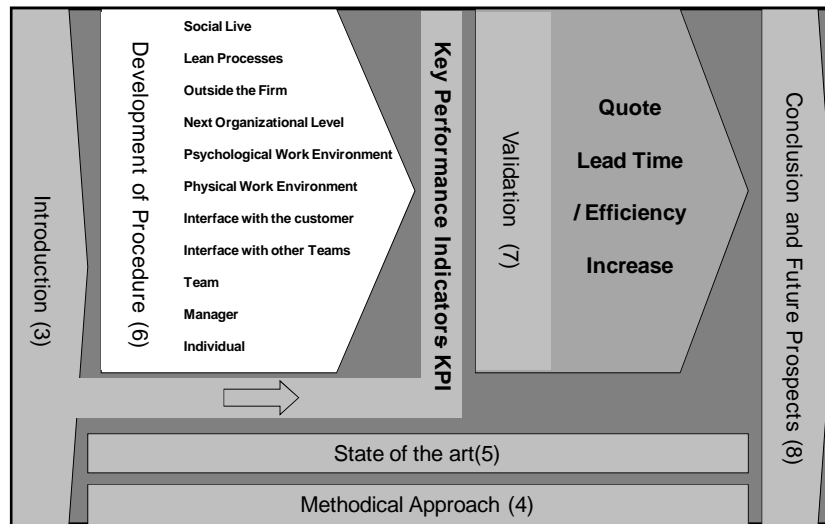 Introduction (3)
Development of Procedure (6)
Social Live
Lean Processes
Outside the Firm
Next Organizational Level
Psychological Work Environment
Physical Work Environment
Interface with the customer
Interface with other Teams
Team
Manager
Individual
Key Performance Indicators-KPI
Validation (7)
Quote
Lead Time
/ Efficiency
Increase
Conclusion and Future Prospects (8)
State of the art(5)
Methodical Approach (4)